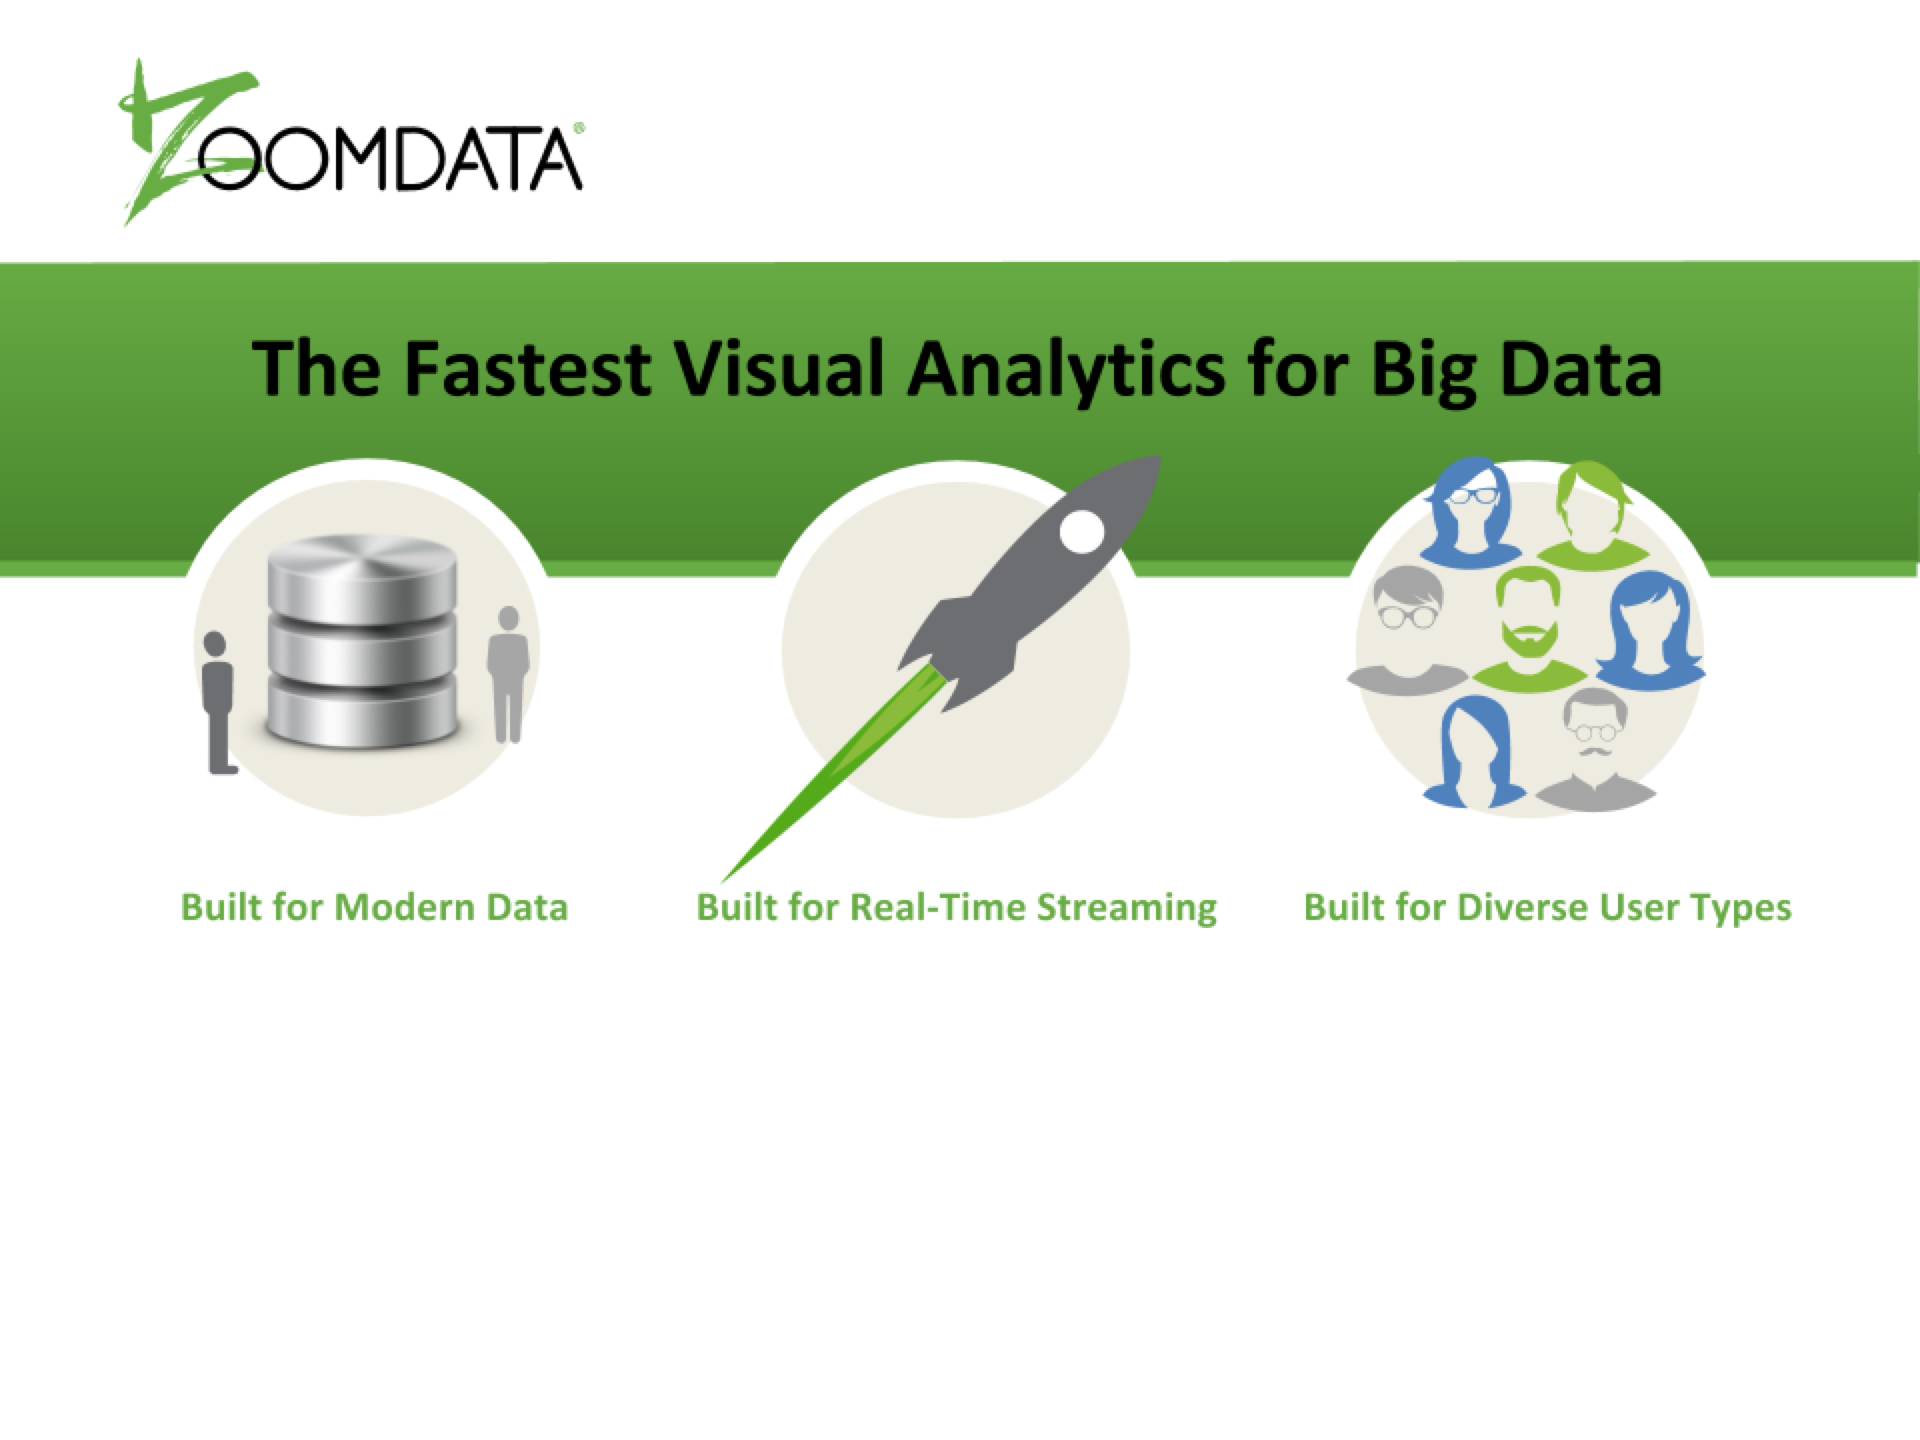 ZOOMDATA®
The Fastest Visual Analytics for Big Data
Built for Modern Data
Built for Real-Time Streaming
Built for Diverse User Types